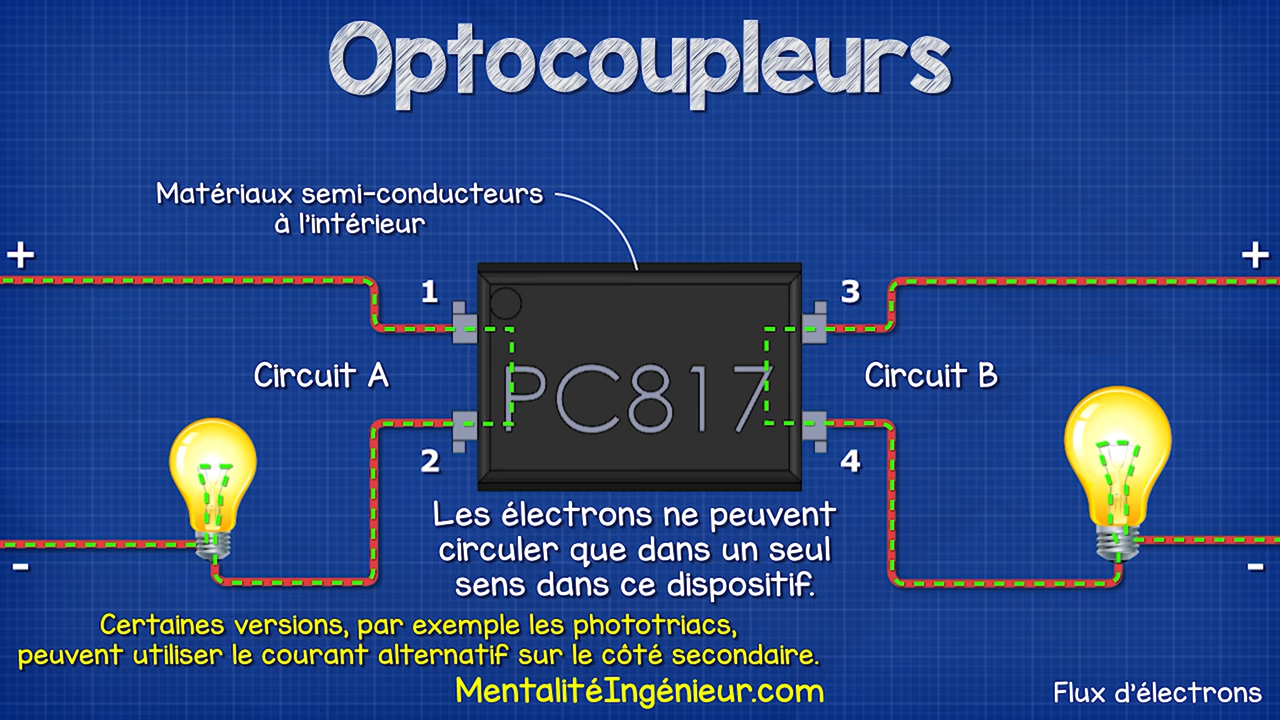 Optocoupleurs
Matériaux semi-conducteurs
à l'intérieur
+
+
1
3
PC817
Circuit A
Circuit B
2
4
-
-
Les électrons ne peuvent
circuler que dans un seul
sens dans ce dispositif.
Certaines versions, par exemple les phototriacs,
peuvent utiliser le courant alternatif sur le côté secondaire.
MentalitéIngénieur.com
Flux d'électrons